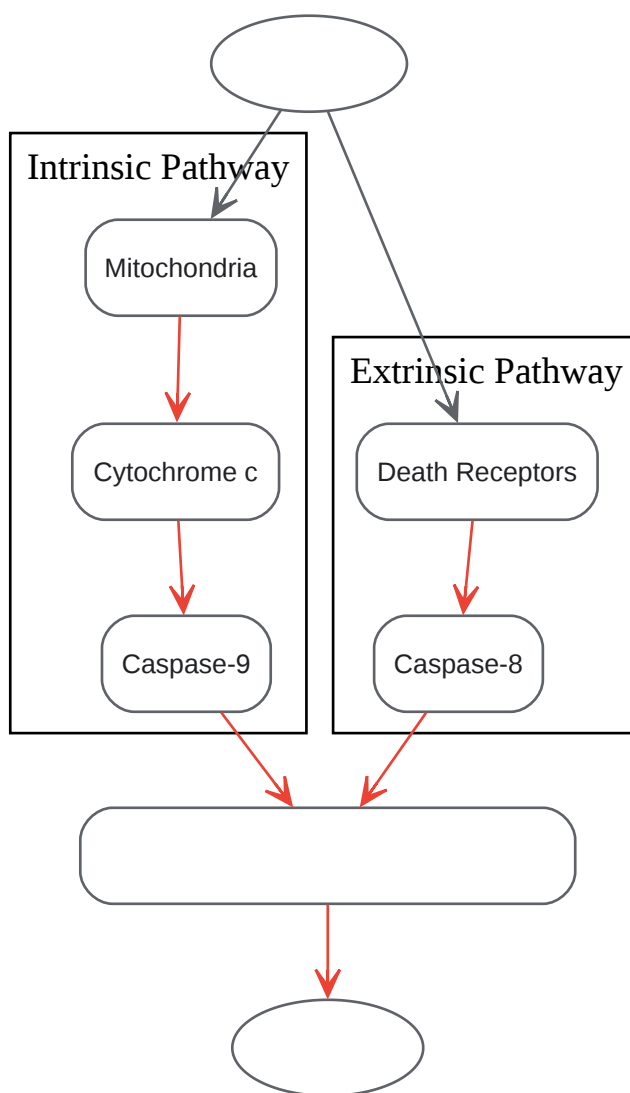 Intrinsic Pathway
Mitochondria
Extrinsic Pathway
Cytochrome c
Death Receptors
Caspase-9
Caspase-8